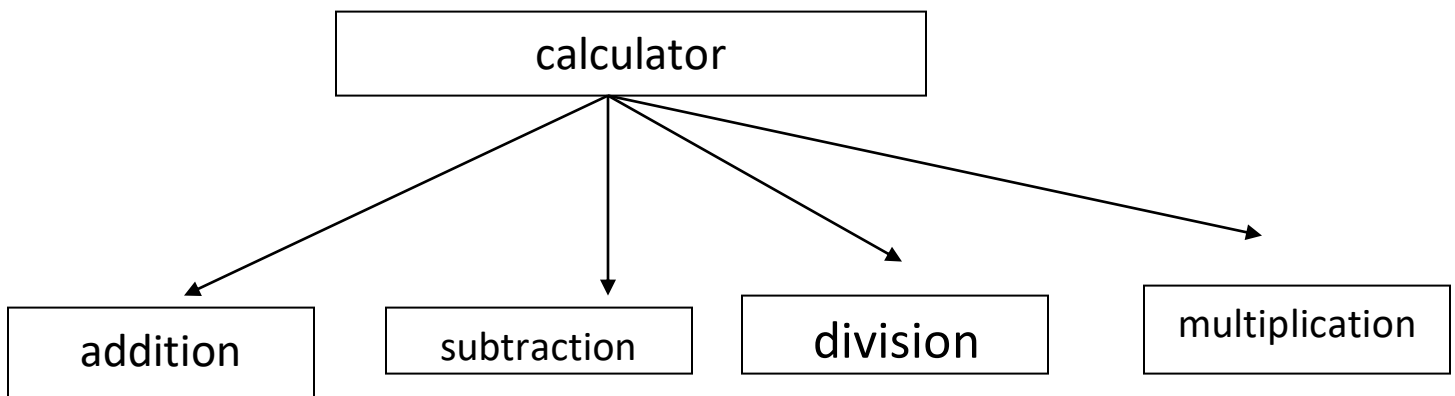 calculator
addition
subtraction
division
multiplication